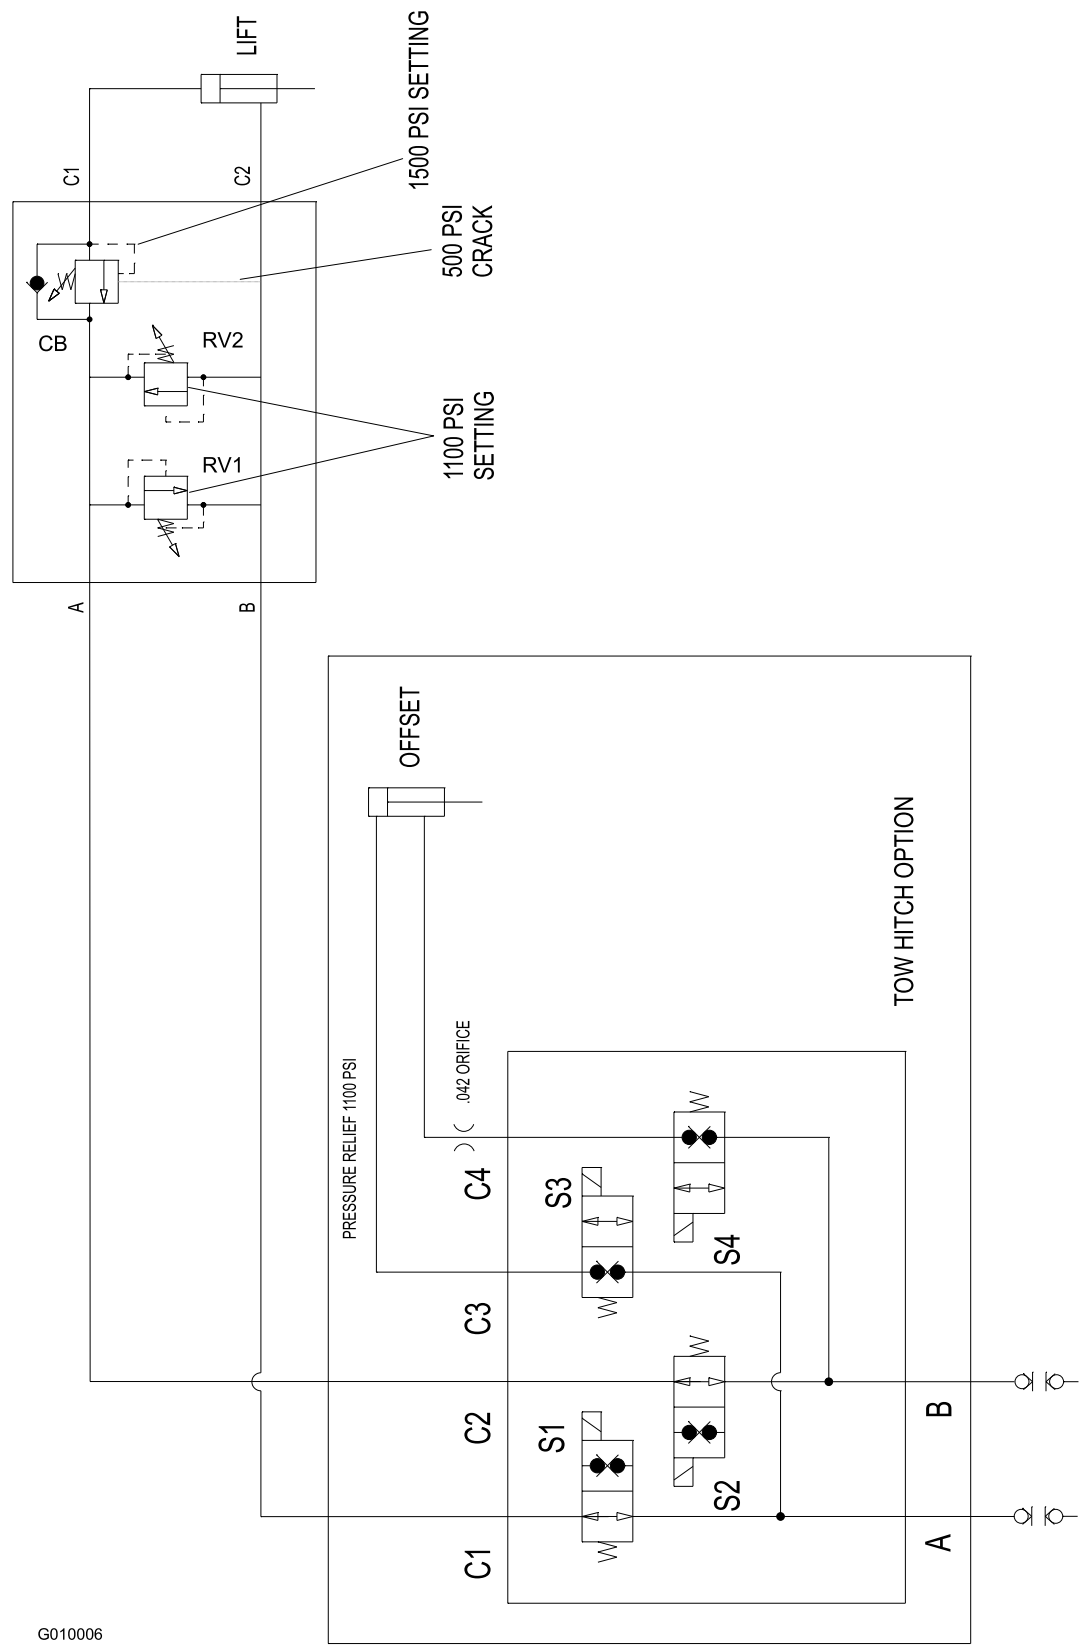 LIFT
C1
C2
1500 PSI SETTING
500 PSI
CRACK
CB
RV2
RV1
1100 PSI
SETTING
A
B
OFFSET
TOW HITCH OPTION
PRESSURE RELIEF 1100 PSI
.042 ORIFICE
C4
S3
S4
C3
C2
S1
S2
C1
B
A
G010006